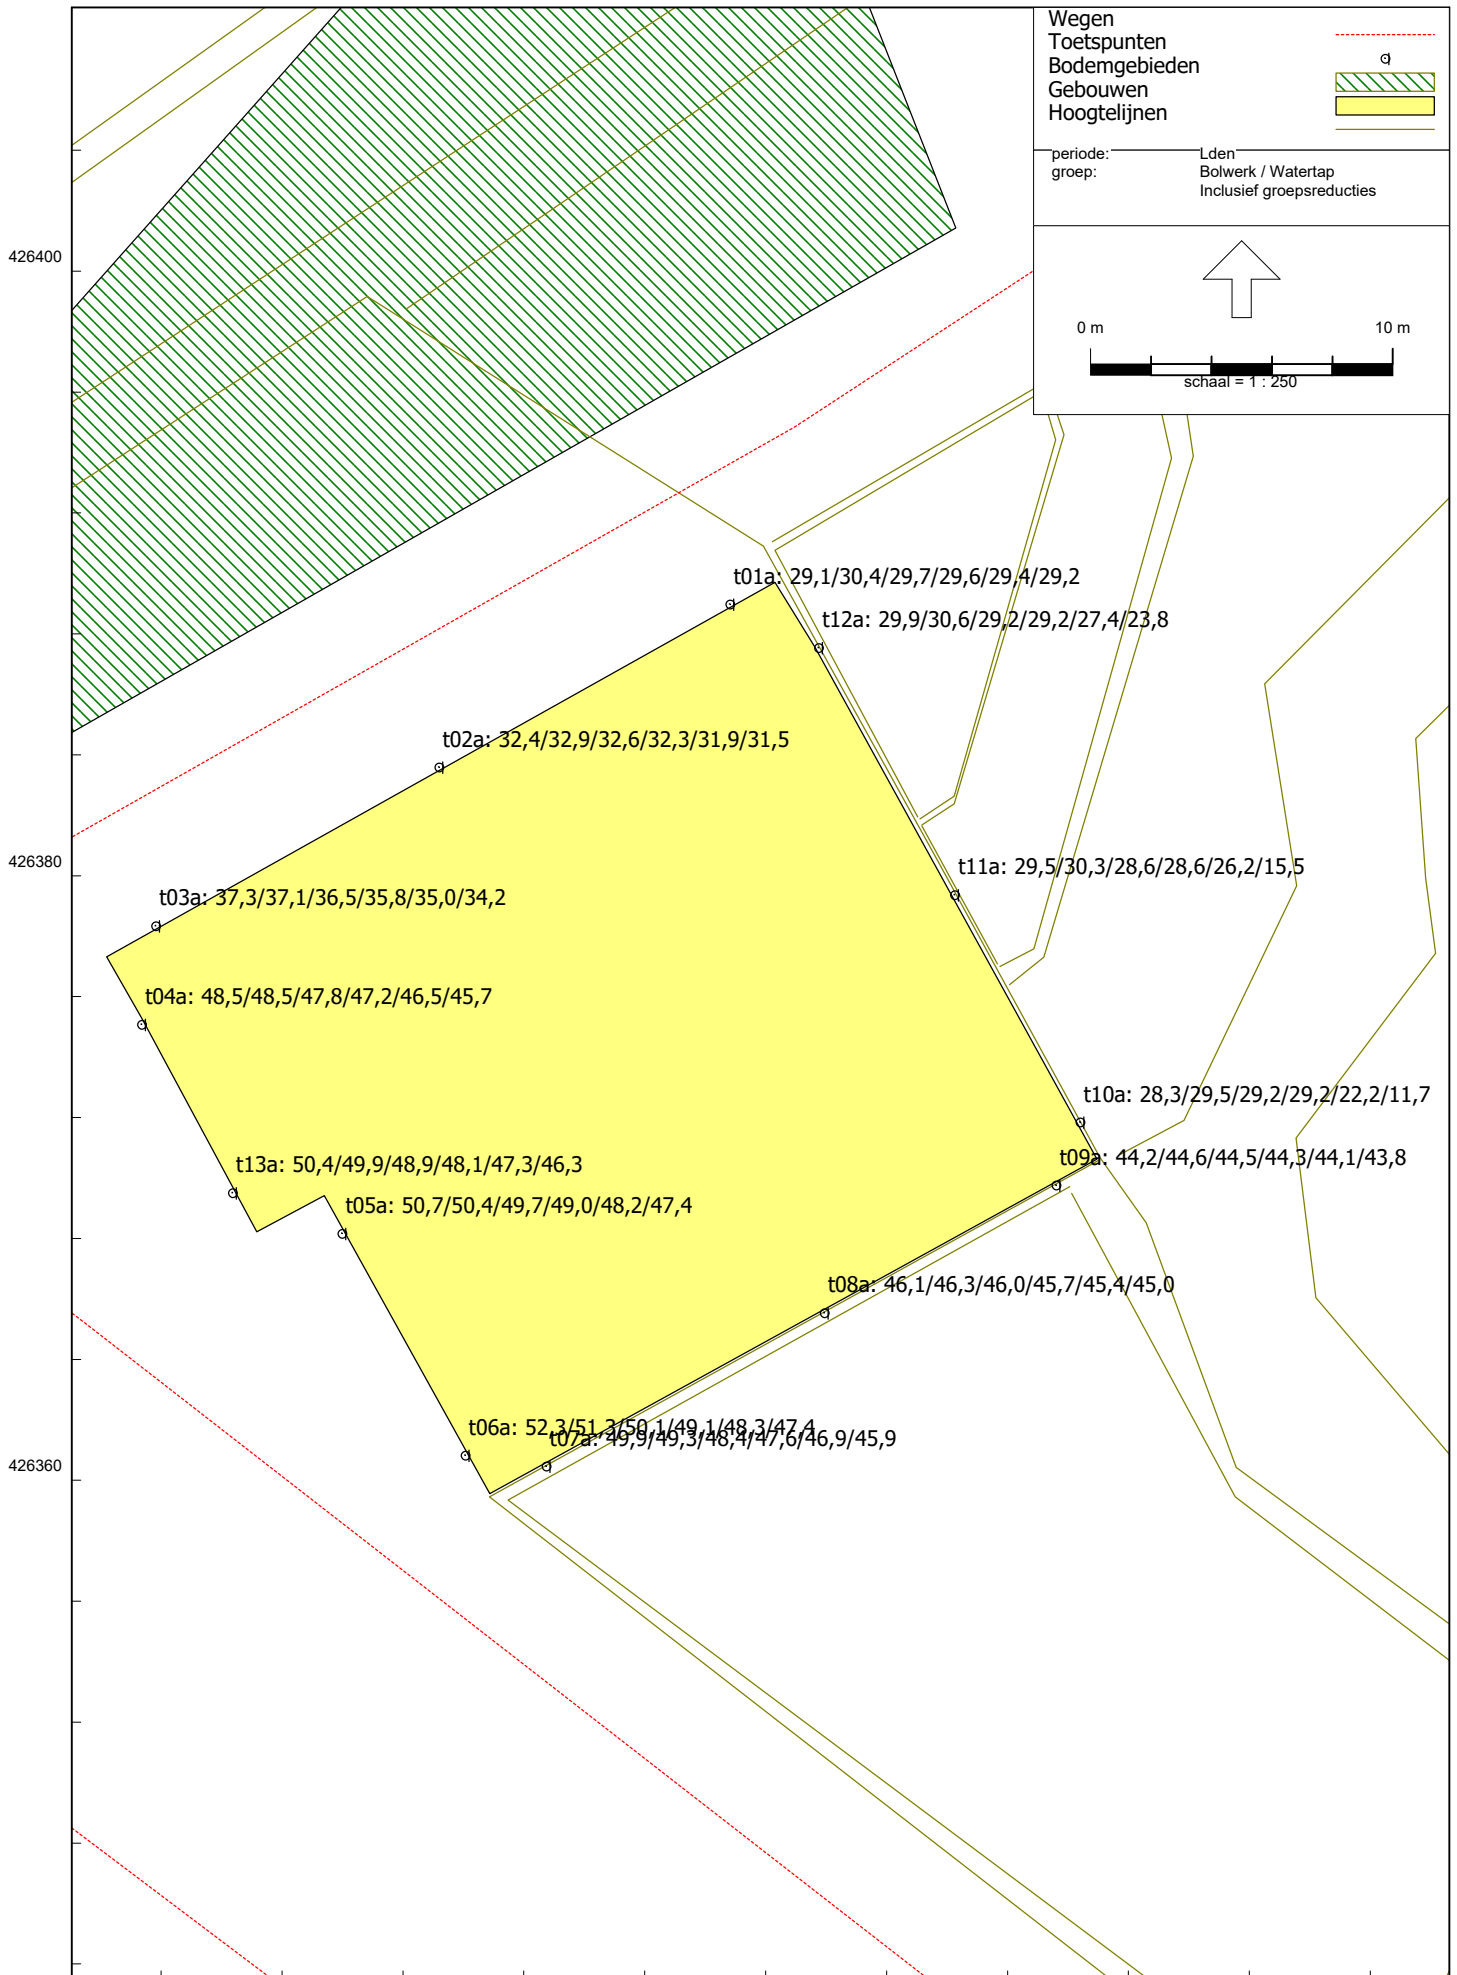 Wegen
Toetspunten
Bodemgebieden
Gebouwen
Hoogtelijnen
periode: Lden
groep: Bolwerk / Watertap
Inclusief groepsreducties
0 m 10 m
schaal = 1 : 250
426400
t01a: 29,1/30,4/29,7/29,6/29,4/29,2
t12a: 29,9/30,6/29,2/29,2/27,4/23,8
t02a: 32,4/32,9/32,6/32,3/31,9/31,5
426380
t11a: 29,5/30,3/28,6/28,6/26,2/15,5
t03a: 37,3/37,1/36,5/35,8/35,0/34,2
t04a: 48,5/48,5/47,8/47,2/46,5/45,7
t10a: 28,3/29,5/29,2/29,2/22,2/11,7
t09a: 44,2/44,6/44,5/44,3/44,1/43,8
t13a: 50,4/49,9/48,9/48,1/47,3/46,3
t05a: 50,7/50,4/49,7/49,0/48,2/47,4
t08a: 46,1/46,3/46,0/45,7/45,4/45,0
t06a: 52,3/51,3/50,1/49,1/48,3/47,4
t07a: 49,9/49,3/48,4/47,6/46,9/45,9
426360